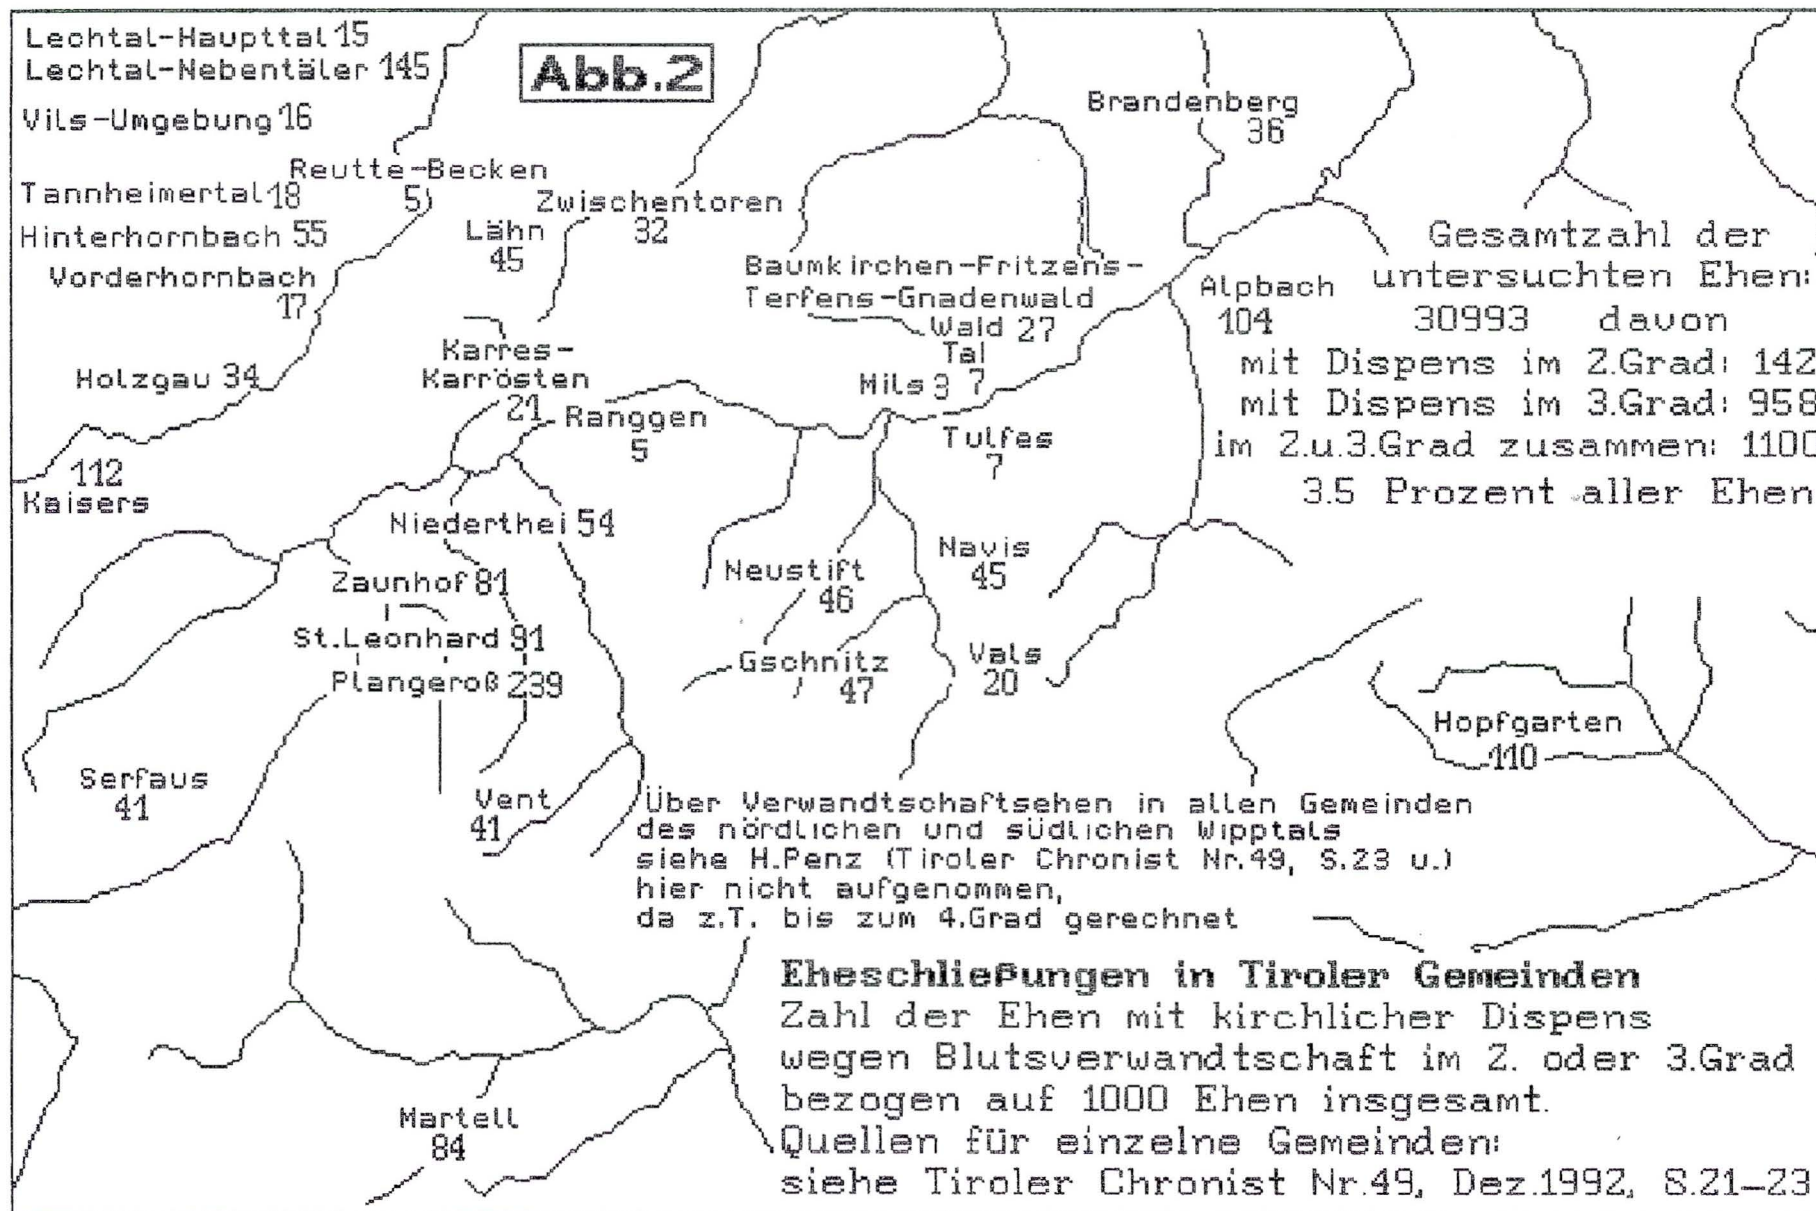 Lechtal-Haupttal 15
Lechtal-Nebentäler 145
Abb.2
Vils-Umgebung 16
Brandenberg
36
Reutte-Becken
5
Tannheimertal 18
Zwischentoren
32
Hinterhornbach 55
Lähn
45
Vorderhornbach
17
Baumkirchen-Fritzens-
Terfens-Gnadenwald
Wald 27
Tal
7
Alpbach
104
Gesamtzahl der
untersuchten Ehen:
30993 davon
mit Dispens im 2.Grad: 142
mit Dispens im 3.Grad: 958
im 2.u.3.Grad zusammen: 1100
3.5 Prozent aller Ehen
Holzgau 34
Karres-
Karrösten
21
Ranggen
5
Mils 3
Tulfes
7
112
Kaisers
Niederthei 54
Zaunhof 81
Neustift
46
Navis
45
St.Leonhard 91
Plangeroß 239
Gschnitz
47
Vals
20
Hopfgarten
110
Serfaus
41
Vent
41
Über Verwandtschaftsehen in allen Gemeinden
des nördlichen und südlichen Wipptals
siehe H.Penz (Tiroler Chronist Nr.49, S.23 u.)
hier nicht aufgenommen,
da z.T. bis zum 4.Grad gerechnet
Eheschließungen in Tiroler Gemeinden
Zahl der Ehen mit kirchlicher Dispens
wegen Blutsverwandtschaft im 2. oder 3.Grad
bezogen auf 1000 Ehen insgesamt.
Quellen für einzelne Gemeinden:
siehe Tiroler Chronist Nr.49, Dez.1992, S.21–23
Martell
84